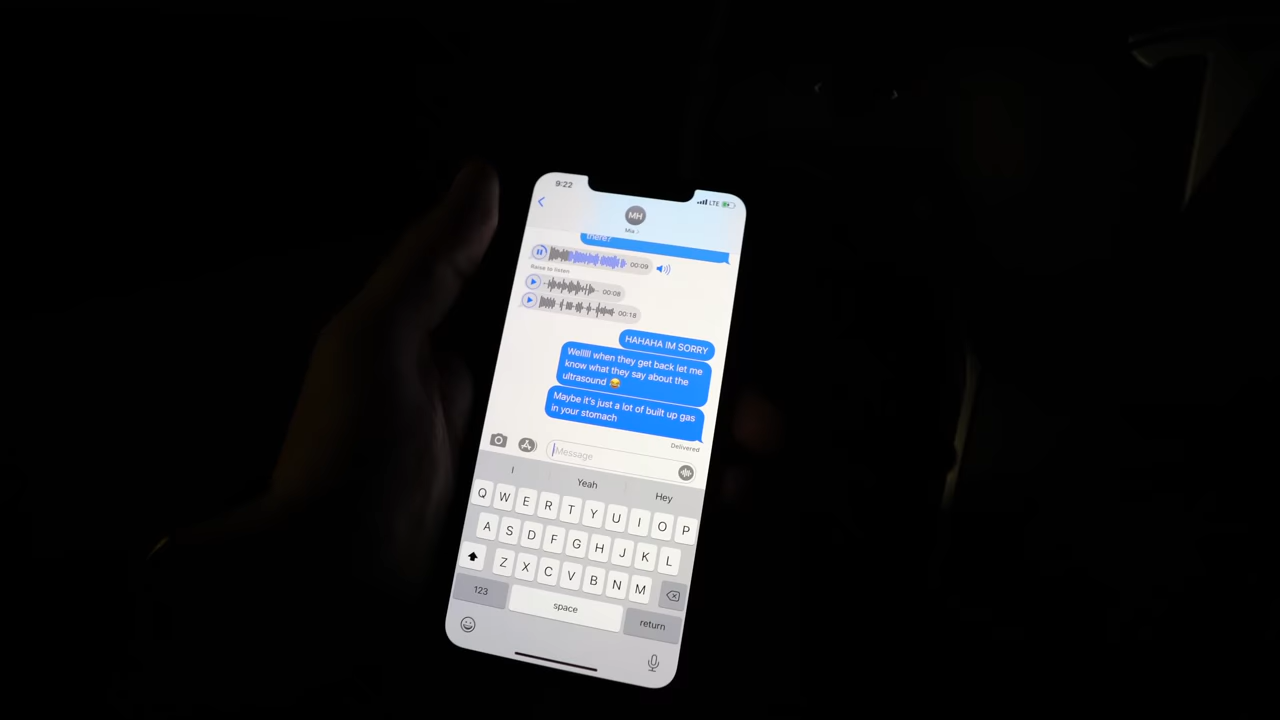 9:22
LTE
MH
Mia
there?
00:09
Raise to listen
00:08
00:18
HAHAHA IM SORRY
Welllll when they get back let me
know what they say about the
ultrasound 😂
Maybe it's just a lot of built up gas
in your stomach
Delivered
Message
I Yeah Hey
Q W E R T Y U I O P
A S D F G H J K L
Z X C V B N M
123 space return